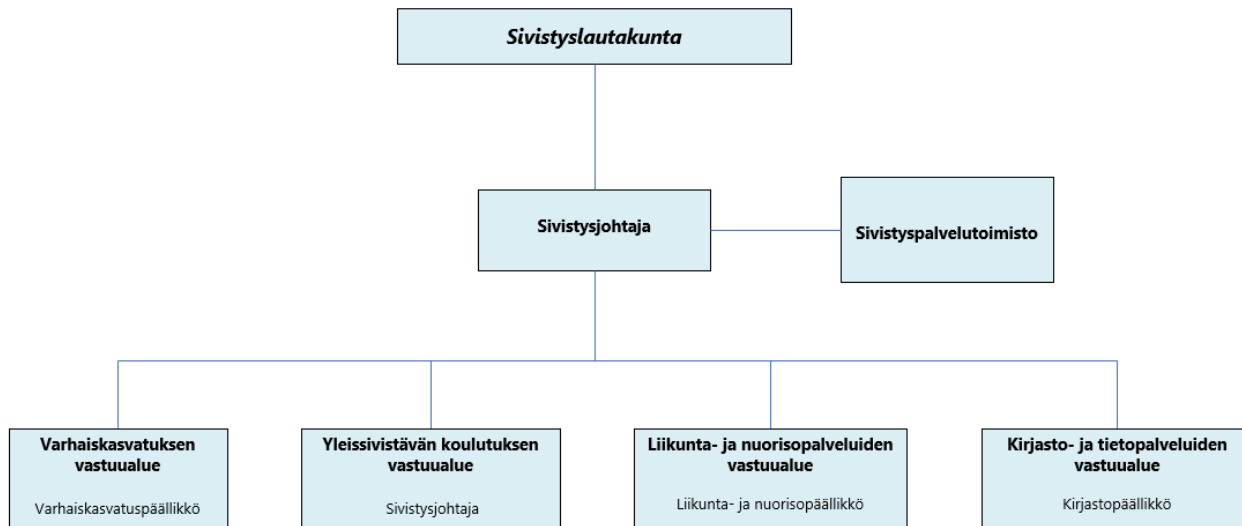 Sivistyslautakunta
Sivistysjohtaja
Sivistyspalvelutoimisto
Varhaiskasvatuksen
vastuualue
Varhaiskasvatuspäällikkö
Yleissivistävän koulutuksen
vastuualue
Sivistysjohtaja
Liikunta- ja nuorisopalveluiden
vastuualue
Liikunta- ja nuorisopäällikkö
Kirjasto- ja tietopalveluiden
vastuualue
Kirjastopäällikkö